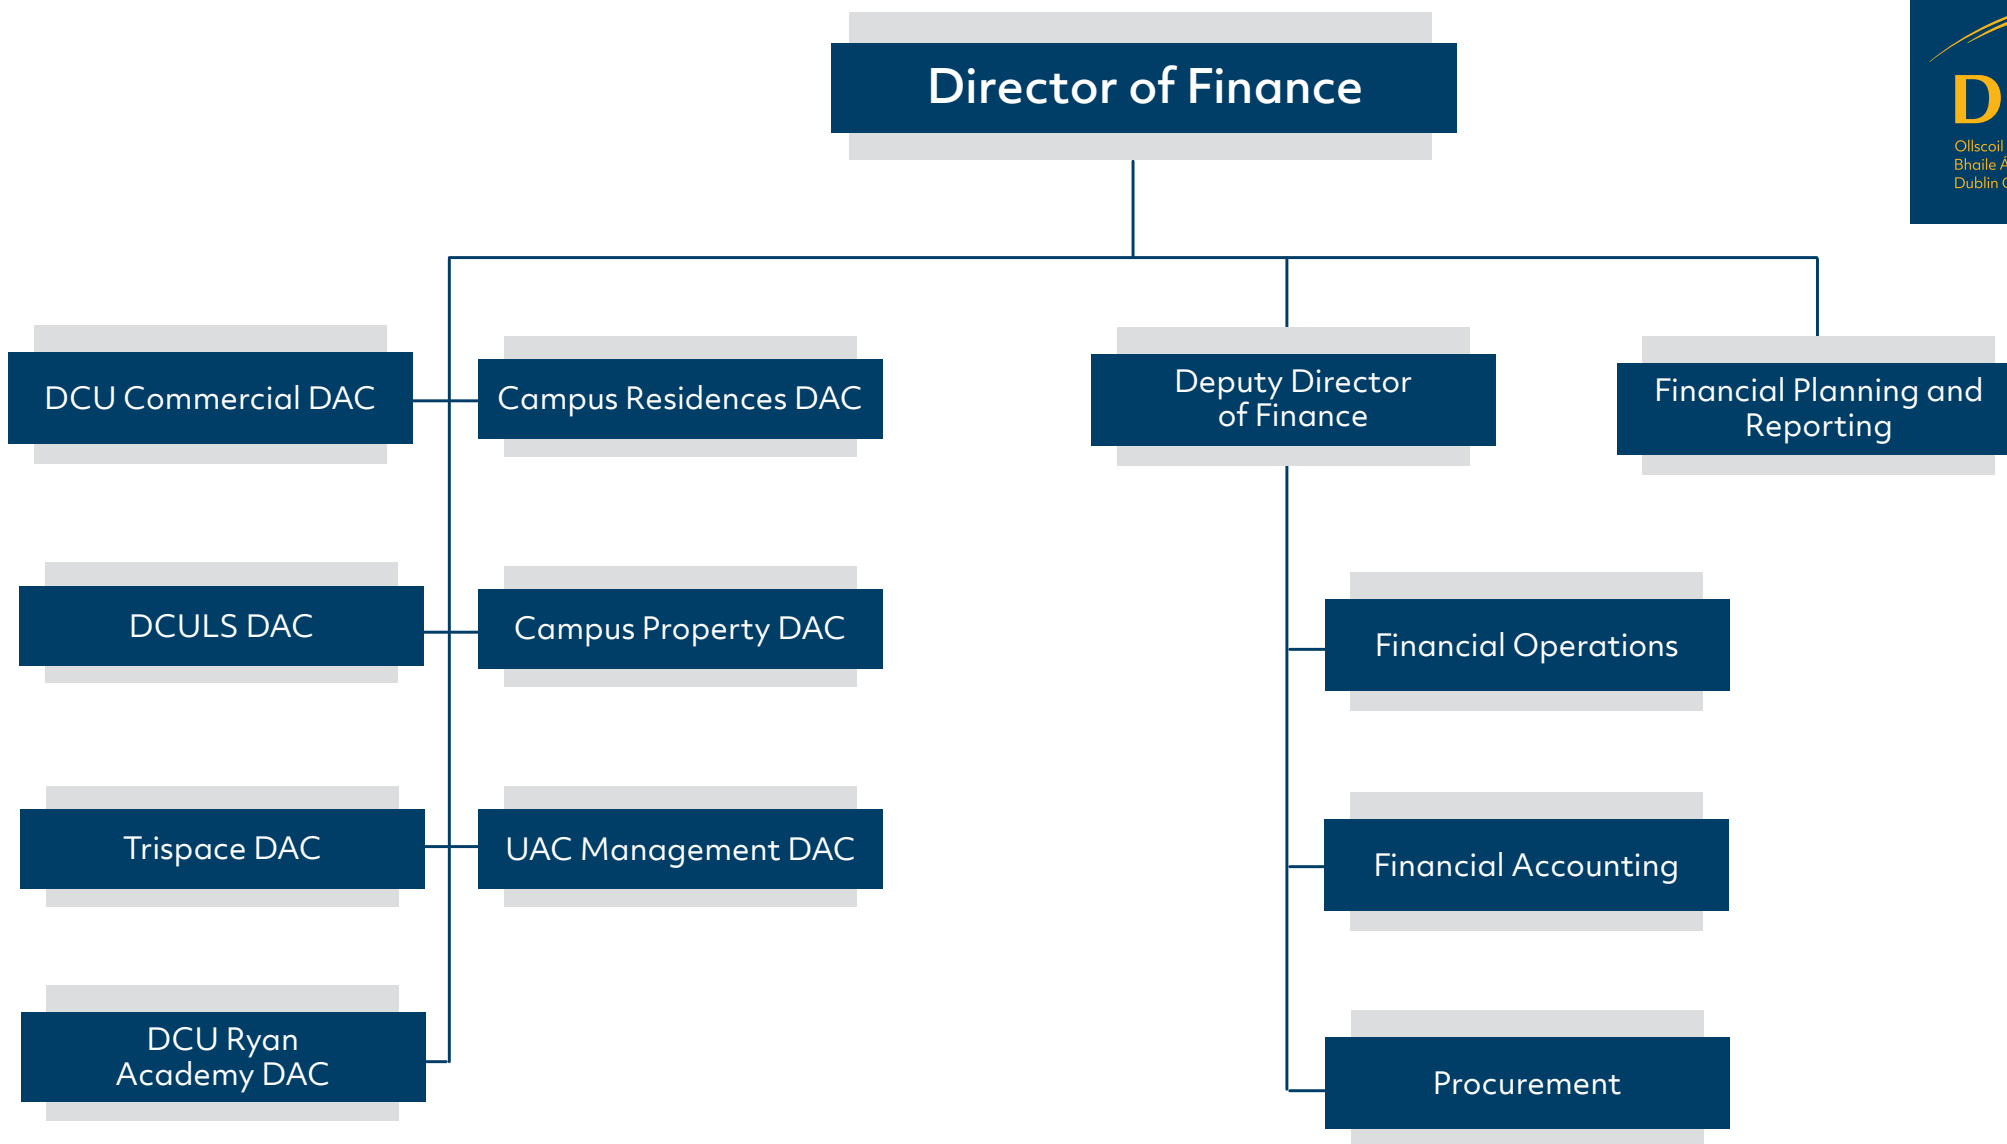 Director of Finance
D
Ollscoil
Bhaile Á
Dublin
DCU Commercial DAC
Campus Residences DAC
Deputy Director
of Finance
Financial Planning and
Reporting
DCULS DAC
Campus Property DAC
Financial Operations
Trispace DAC
UAC Management DAC
Financial Accounting
DCU Ryan
Academy DAC
Procurement